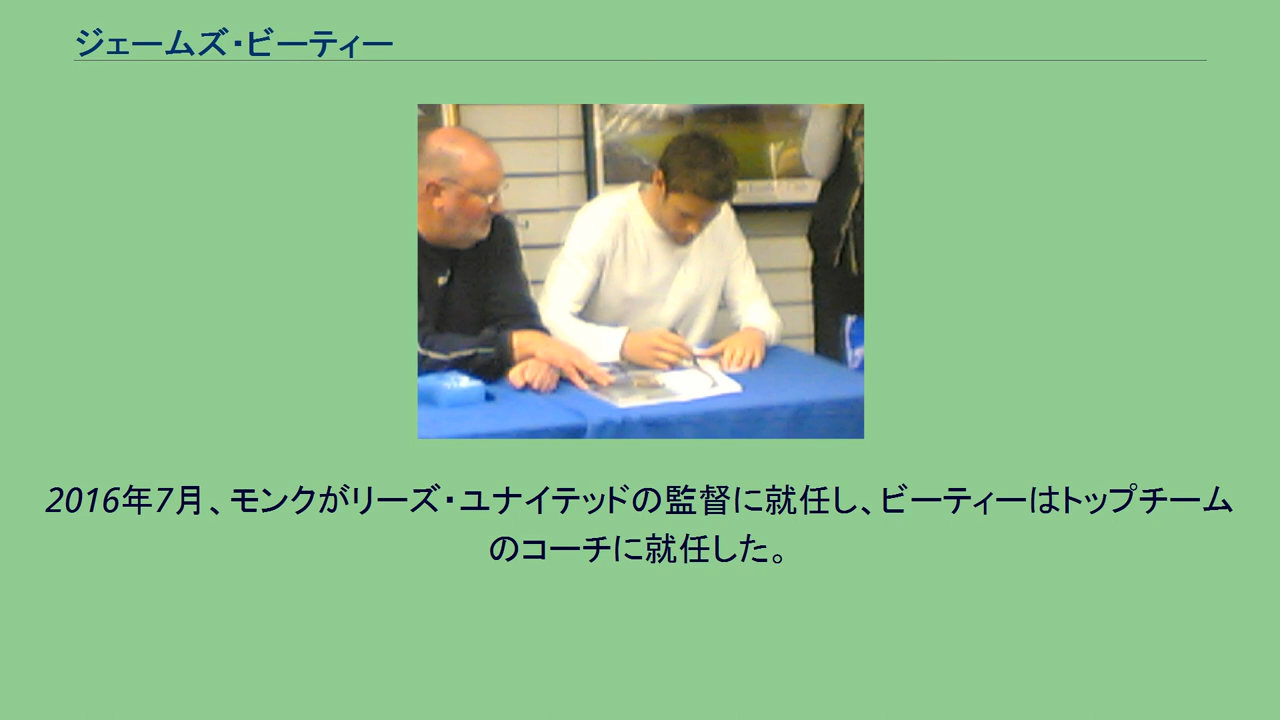 ジェームズ・ビーティー
2016年7月、モンクがリーズ・ユナイテッドの監督に就任し、ビーティーはトップチーム
のコーチに就任した。